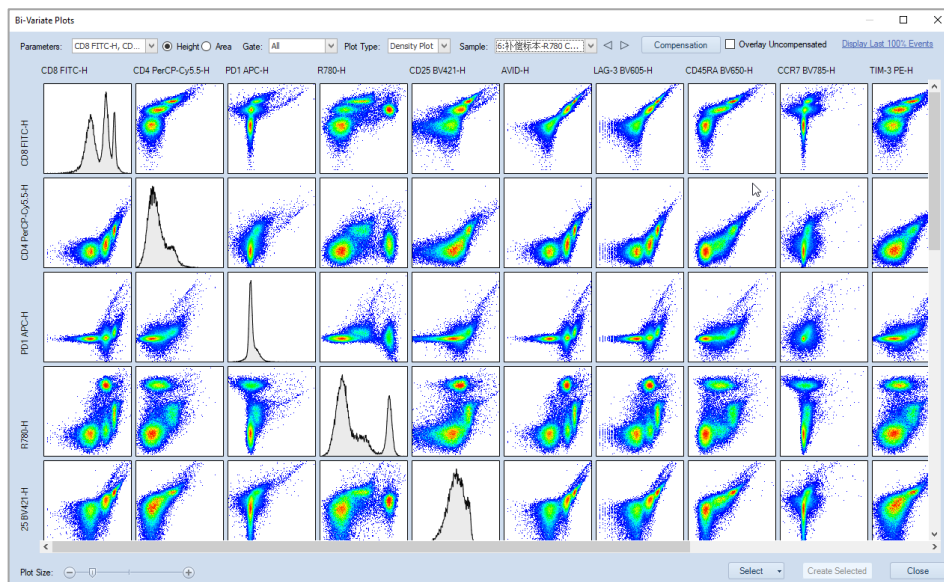 Bi-Variate Plots
Parameters: CD8 FITC-H, CD... Height Area Gate: All Plot Type: Density Plot Sample: 6:补偿标本-R780 C... Compensation Overlay Uncompensated Display Last 100% Events
CD8 FITC-H CD4 PerCP-Cy5.5-H PD1 APC-H R780-H CD25 BV421-H AVID-H LAG-3 BV605-H CD45RA BV650-H CCR7 BV785-H TIM-3 PE-H
CD8 FITC-H
CD4 PerCP-Cy5.5-H
PD1 APC-H
R780-H
25 BV421-H
Plot Size: Select Create Selected Close